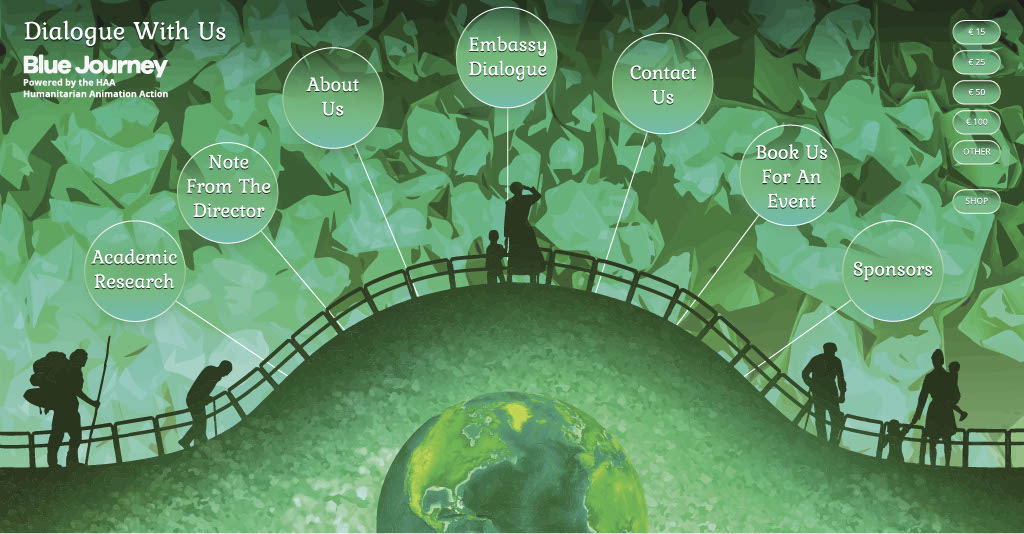 Dialogue With Us
Blue Journey
Powered by the HAA
Humanitarian Animation Action
Academic
Research
Note
From The
Director
About
Us
Embassy
Dialogue
Contact
Us
Book Us
For An
Event
Sponsors
€ 15
€ 25
€ 50
€ 100
OTHER
SHOP